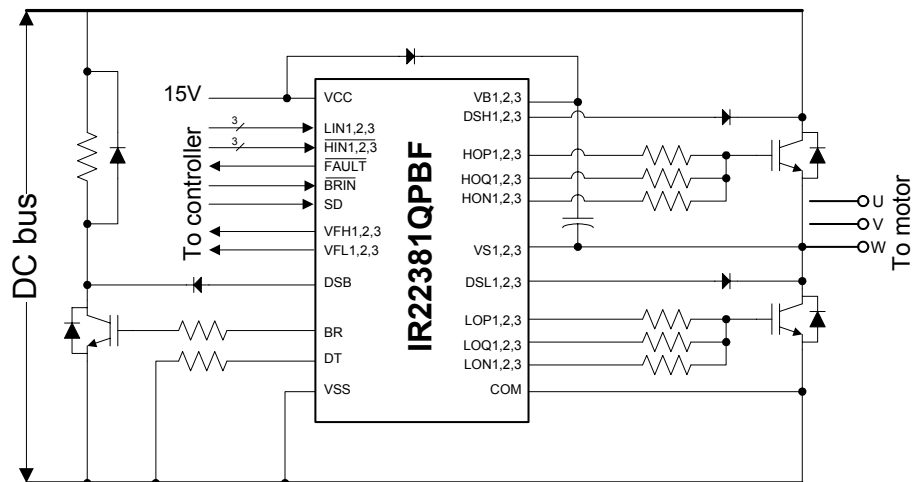 DC bus
15V
To controller
3
3
VCC
LIN1,2,3
HIN1,2,3
FAULT
BRIN
SD
VFH1,2,3
VFL1,2,3
DSB
BR
DT
VSS
IR22381QPBF
VB1,2,3
DSH1,2,3
HOP1,2,3
HOQ1,2,3
HON1,2,3
VS1,2,3
DSL1,2,3
LOP1,2,3
LOQ1,2,3
LON1,2,3
COM
U
V
W
To motor